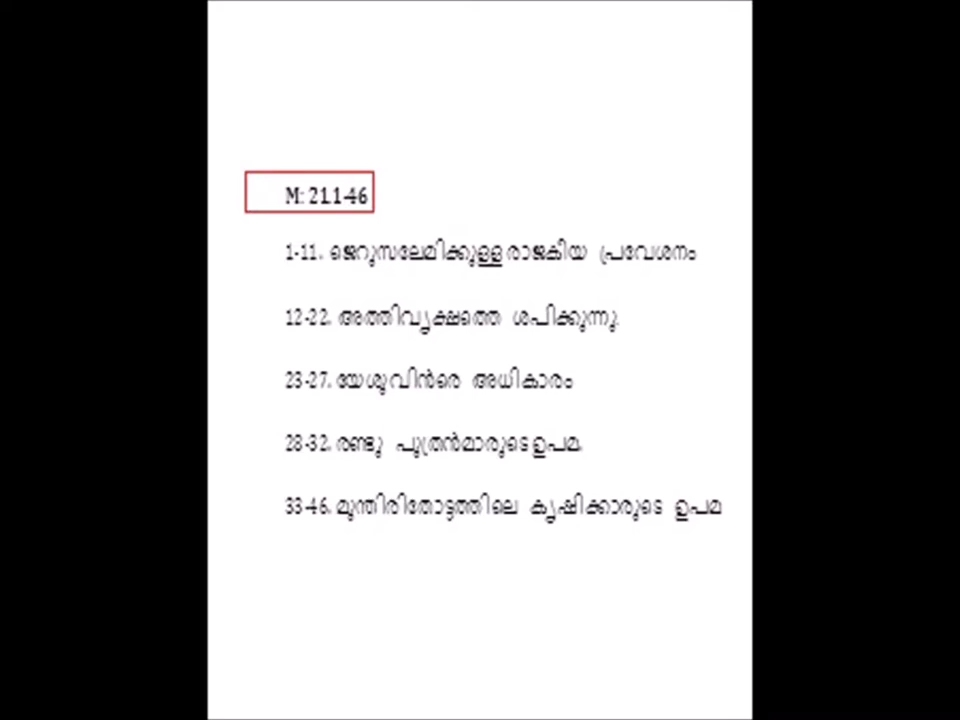 M: 21.1-46
1-11. ജെറുസലേമിക്കുള്ള രാജകീയ പ്രവേശനം
12-22. അത്തിവൃക്ഷത്തെ ശപിക്കുന്നു.
23-27. യേശുവിൻരെ അധികാരം
28-32. രണ്ടു പുത്രൻമാരുടെ ഉപമ.
33-46. മുന്തിരിതോട്ടത്തിലെ കൃഷിക്കാരുടെ ഉപമ